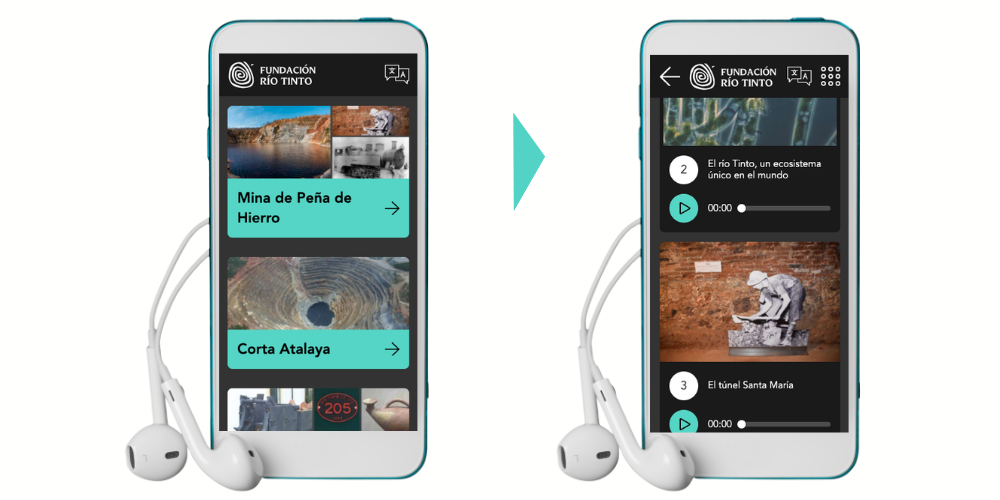 FUNDACIÓN
RÍO TINTO
Mina de Peña de
Hierro
Corta Atalaya
205
FUNDACIÓN
RÍO TINTO
2
El río Tinto, un ecosistema
único en el mundo
00:00
3
El túnel Santa María
00:00